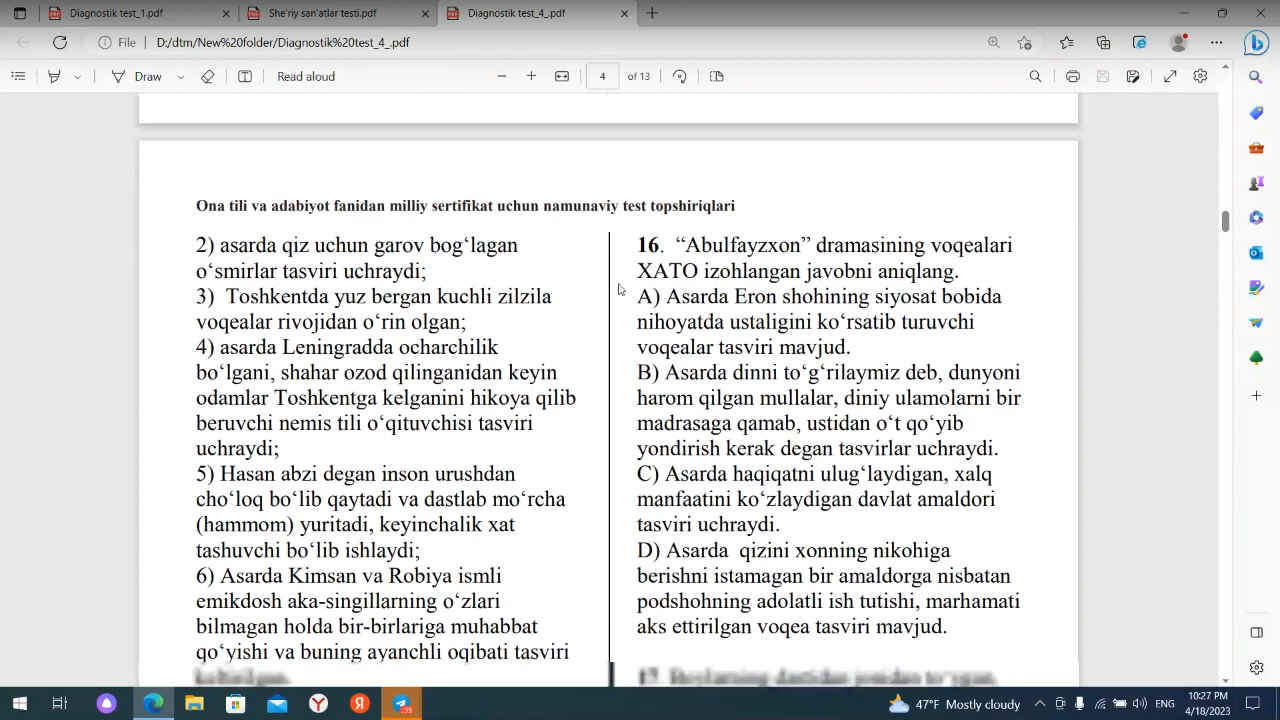 Diagnostik test_1.pdf
She'riy san'atlar testi.pdf
Diagnostik test_4_.pdf
File
D:/dtm/New%20folder/Diagnostik%20test_4_.pdf
Draw
Read aloud
4
of 13
Ona tili va adabiyot fanidan milliy sertifikat uchun namunaviy test topshiriqlari
2) asarda qiz uchun garov bog‘lagan
o‘smirlar tasviri uchraydi;
3) Toshkentda yuz bergan kuchli zilzila
voqealar rivojidan o‘rin olgan;
4) asarda Leningradda ocharchilik
bo‘lgani, shahar ozod qilinganidan keyin
odamlar Toshkentga kelganini hikoya qilib
beruvchi nemis tili o‘qituvchisi tasviri
uchraydi;
5) Hasan abzi degan inson urushdan
cho‘loq bo‘lib qaytadi va dastlab mo‘rcha
(hammom) yuritadi, keyinchalik xat
tashuvchi bo‘lib ishlaydi;
6) Asarda Kimsan va Robiya ismli
emikdosh aka-singillarning o‘zlari
bilmagan holda bir-birlariga muhabbat
qo‘yishi va buning ayanchli oqibati tasviri
16. “Abulfayzxon” dramasining voqealari
XATO izohlangan javobni aniqlang.
A) Asarda Eron shohining siyosat bobida
nihoyatda ustaligini ko‘rsatib turuvchi
voqealar tasviri mavjud.
B) Asarda dinni to‘g‘rilaymiz deb, dunyoni
harom qilgan mullalar, diniy ulamolarni bir
madrasaga qamab, ustidan o‘t qo‘yib
yondirish kerak degan tasvirlar uchraydi.
C) Asarda haqiqatni ulug‘laydigan, xalq
manfaatini ko‘zlaydigan davlat amaldori
tasviri uchraydi.
D) Asarda qizini xonning nikohiga
berishni istamagan bir amaldorga nisbatan
podshohning adolatli ish tutishi, marhamati
aks ettirilgan voqea tasviri mavjud.
47°F Mostly cloudy
ENG
10:27 PM
4/18/2023